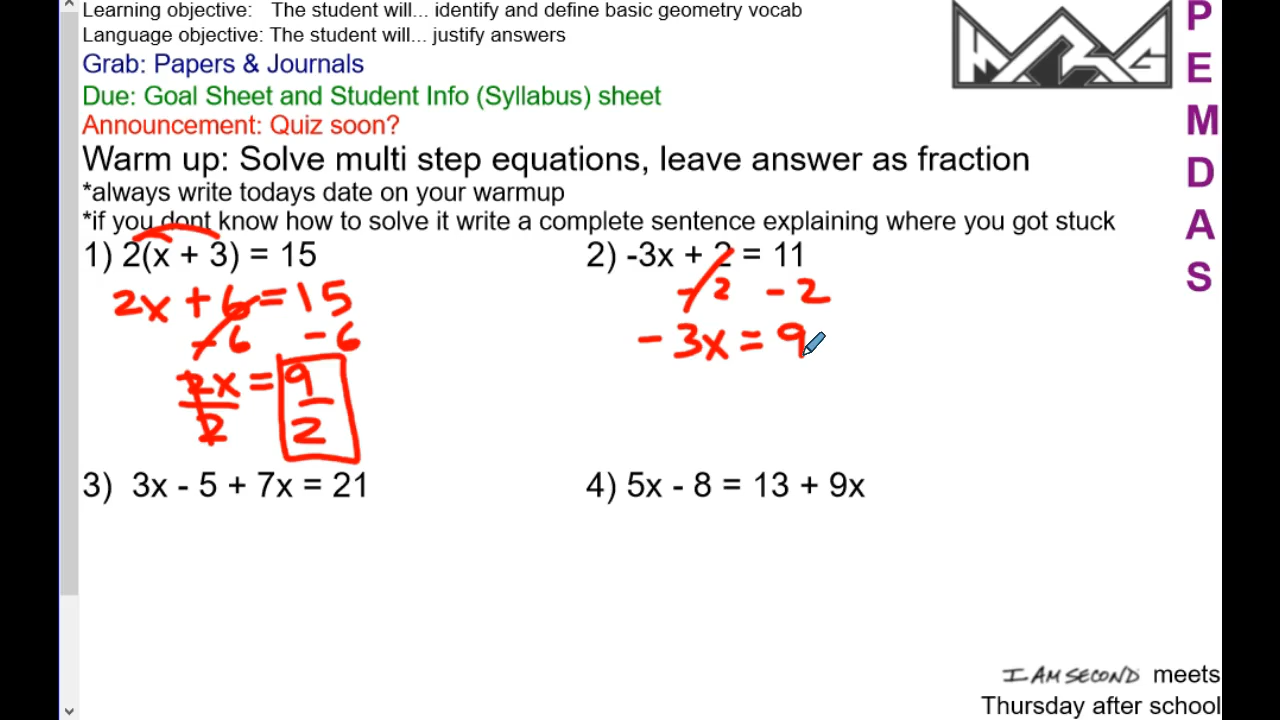 Learning objective: The student will... identify and define basic geometry vocab
Language objective: The student will... justify answers
Grab: Papers & Journals
Due: Goal Sheet and Student Info (Syllabus) sheet
Announcement: Quiz soon?
Warm up: Solve multi step equations, leave answer as fraction
*always write todays date on your warmup
*if you dont know how to solve it write a complete sentence explaining where you got stuck
1) 2(x + 3) = 15
2x + 6 = 15
- 6 - 6
2x = 9
2 2
2) -3x + 2 = 11
- 2 - 2
- 3x = 9
3) 3x - 5 + 7x = 21
4) 5x - 8 = 13 + 9x
P
E
M
D
A
S
I AM SECOND meets
Thursday after school